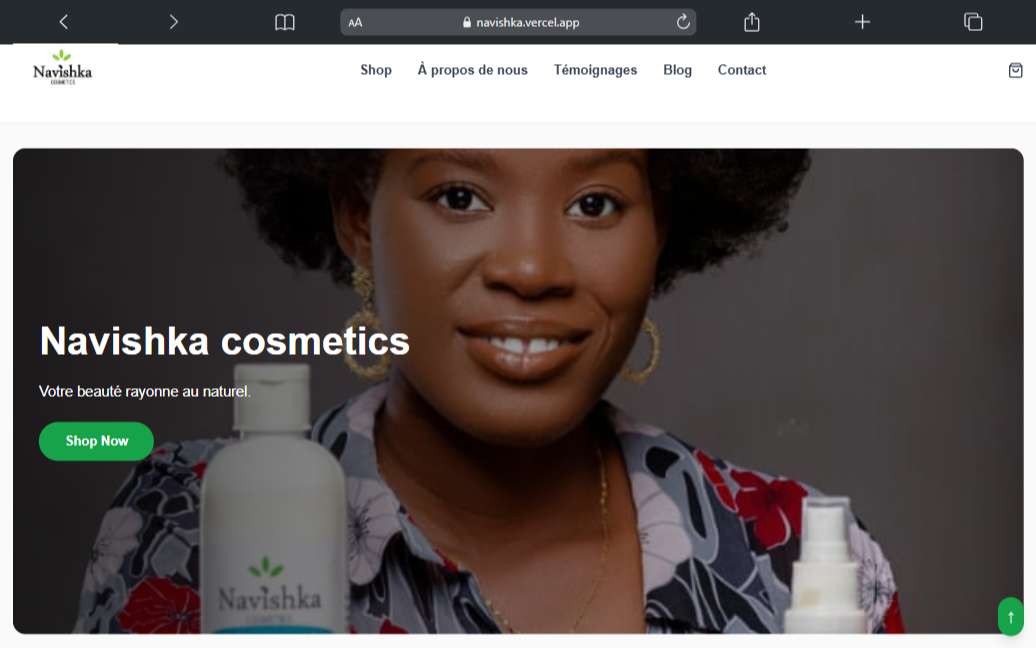 AA
navishka.vercel.app
Navishka
COSMETICS
Shop
À propos de nous
Témoignages
Blog
Contact
Navishka cosmetics
Votre beauté rayonne au naturel.
Shop Now
Navishka